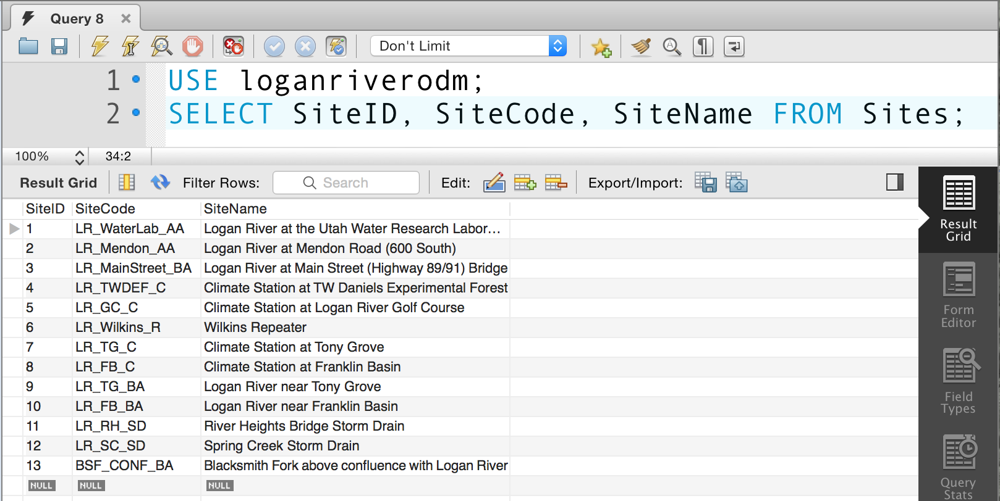 Query 8
Don't Limit
1 USE loganriverodm;
2 SELECT SiteID, SiteCode, SiteName FROM Sites;
100% 34:2
Result Grid Filter Rows: Search Edit: Export/Import:
SiteID SiteCode SiteName
1 LR_WaterLab_AA Logan River at the Utah Water Research Labor...
2 LR_Mendon_AA Logan River at Mendon Road (600 South)
3 LR_MainStreet_BA Logan River at Main Street (Highway 89/91) Bridge
4 LR_TWDEF_C Climate Station at TW Daniels Experimental Forest
5 LR_GC_C Climate Station at Logan River Golf Course
6 LR_Wilkins_R Wilkins Repeater
7 LR_TG_C Climate Station at Tony Grove
8 LR_FB_C Climate Station at Franklin Basin
9 LR_TG_BA Logan River near Tony Grove
10 LR_FB_BA Logan River near Franklin Basin
11 LR_RH_SD River Heights Bridge Storm Drain
12 LR_SC_SD Spring Creek Storm Drain
13 BSF_CONF_BA Blacksmith Fork above confluence with Logan River
NULL NULL NULL
Result
Grid
Form
Editor
Field
Types
Query
Stats